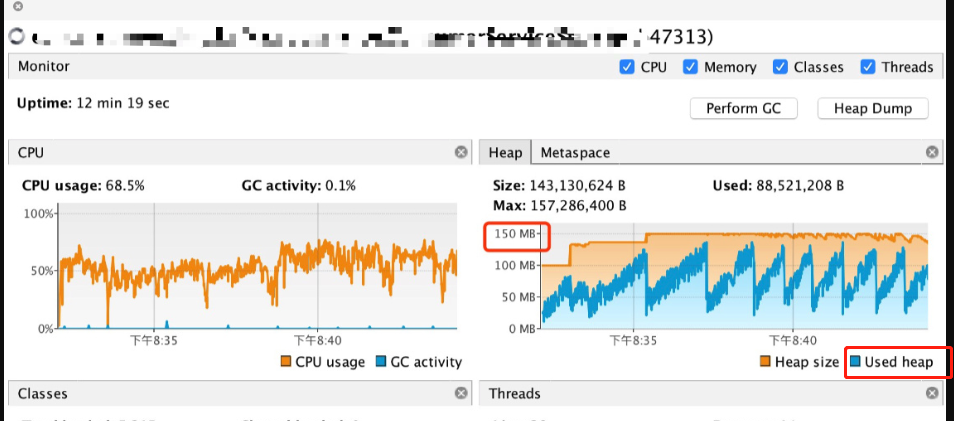 47313)
Monitor CPU Memory Classes Threads
Uptime: 12 min 19 sec Perform GC Heap Dump
CPU
CPU usage: 68.5% GC activity: 0.1%
100%
50%
0%
下午8:35 下午8:40
CPU usage GC activity
Heap Metaspace
Size: 143,130,624 B Used: 88,521,208 B
Max: 157,286,400 B
150 MB
100 MB
50 MB
0 MB
下午8:35 下午8:40
Heap size Used heap
Classes
Threads